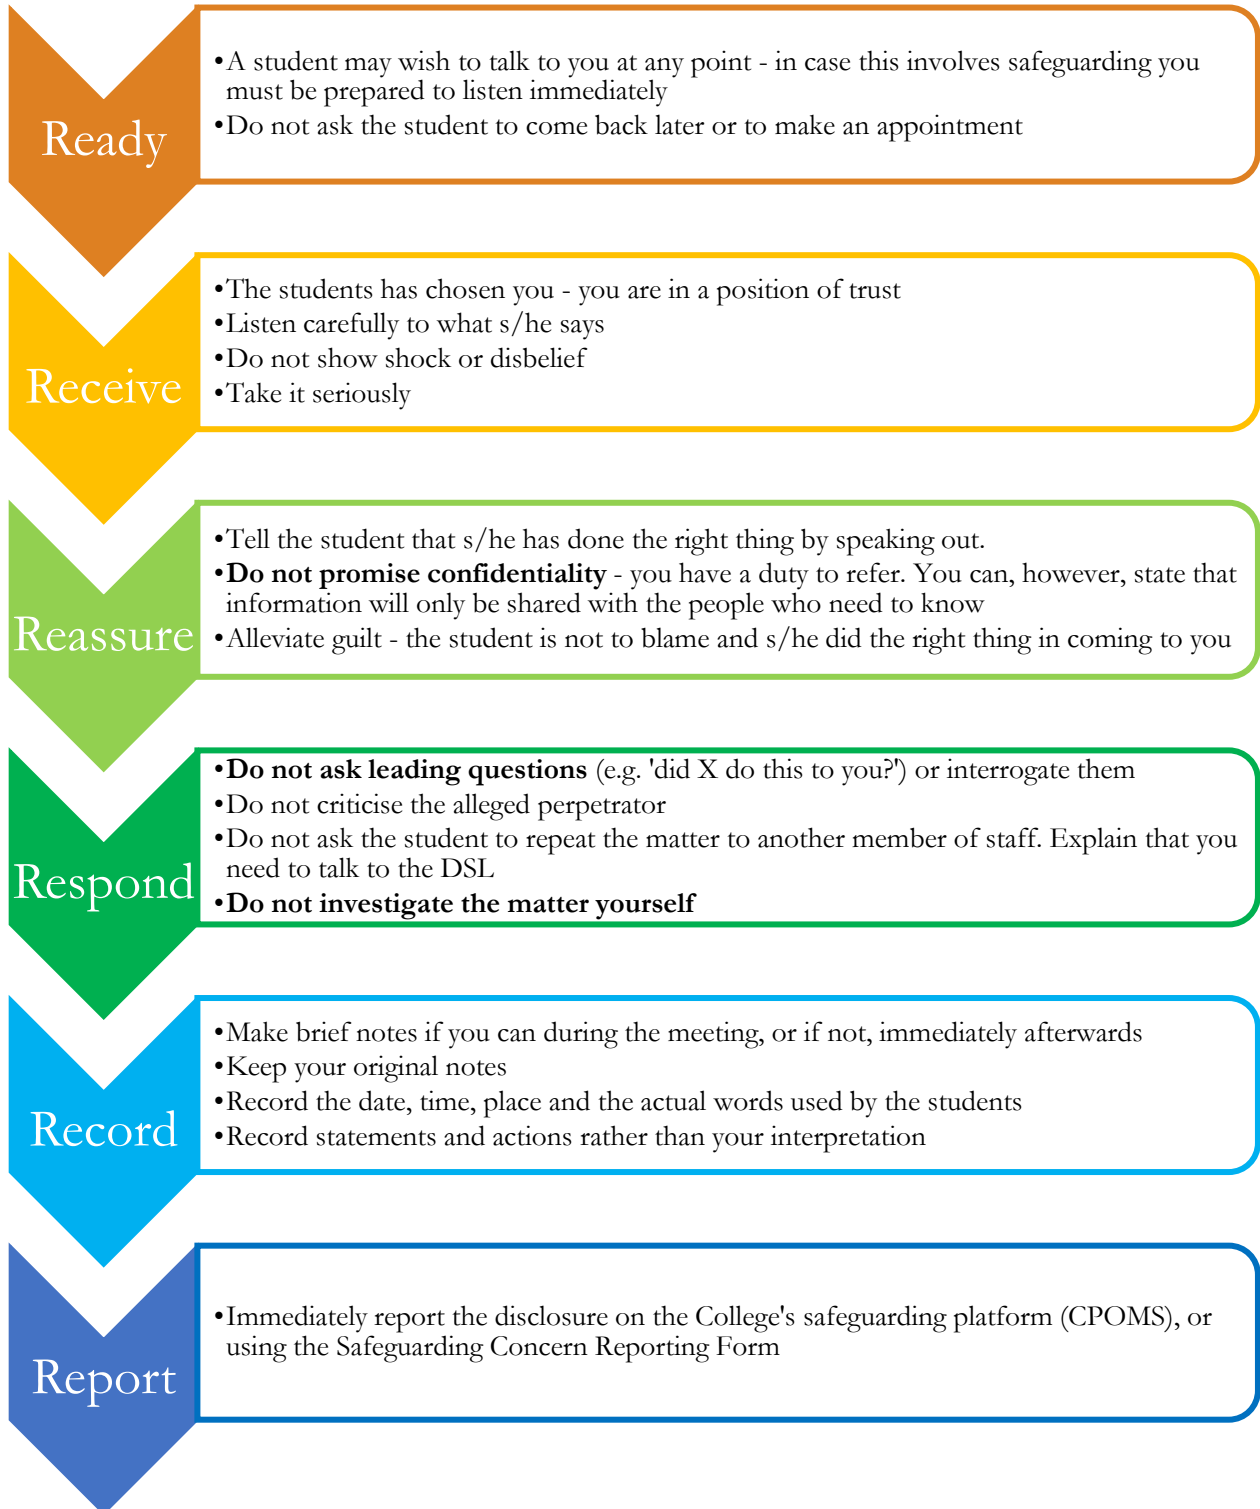 Ready
•A student may wish to talk to you at any point - in case this involves safeguarding you
must be prepared to listen immediately
•Do not ask the student to come back later or to make an appointment
Receive
•The students has chosen you - you are in a position of trust
•Listen carefully to what s/he says
•Do not show shock or disbelief
•Take it seriously
Reassure
•Tell the student that s/he has done the right thing by speaking out.
•Do not promise confidentiality - you have a duty to refer. You can, however, state that
information will only be shared with the people who need to know
•Alleviate guilt - the student is not to blame and s/he did the right thing in coming to you
Respond
•Do not ask leading questions (e.g. 'did X do this to you?') or interrogate them
•Do not criticise the alleged perpetrator
•Do not ask the student to repeat the matter to another member of staff. Explain that you
need to talk to the DSL
•Do not investigate the matter yourself
Record
•Make brief notes if you can during the meeting, or if not, immediately afterwards
•Keep your original notes
•Record the date, time, place and the actual words used by the students
•Record statements and actions rather than your interpretation
Report
•Immediately report the disclosure on the College's safeguarding platform (CPOMS), or
using the Safeguarding Concern Reporting Form